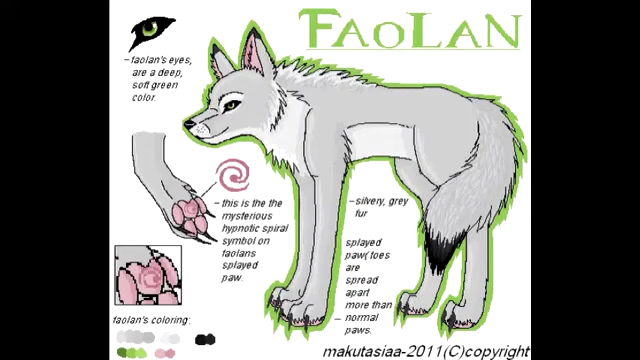 FAOLAN
faolan's eyes,
are a deep,
soft green
color.
this is the the
mysterious
hypnotic spiral
symbol on
faolans
splayed
paw.
silvery, grey
fur
splayed
paw(toes
are
spread
apart
more than
normal
paws.
faolan's coloring:
makutasiaa-2011(C)copyright